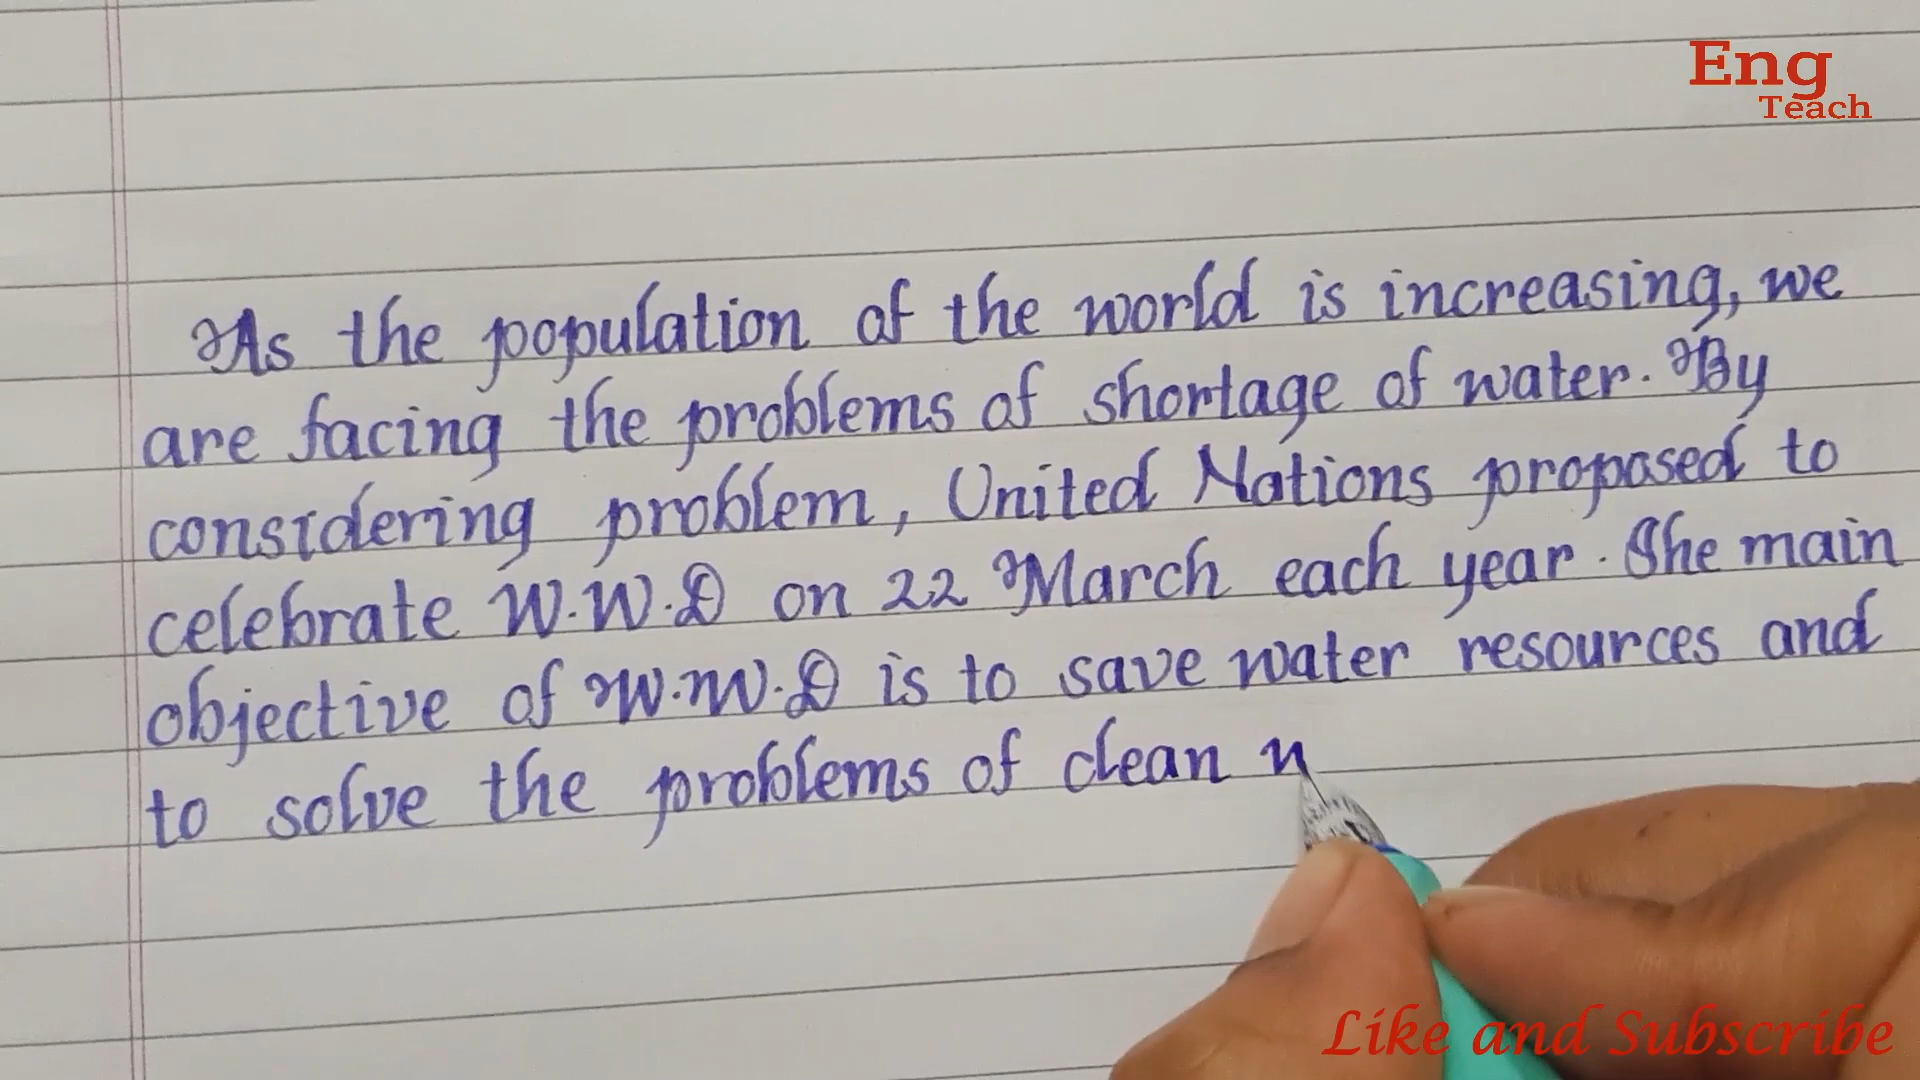 Eng
Teach
As the population of the world is increasing, we
are facing the problems of shortage of water. By
considering problem, United Nations proposed to
celebrate W.W.D on 22 March each year. The main
objective of W.W.D is to save water resources and
to solve the problems of clean
Like and Subscribe